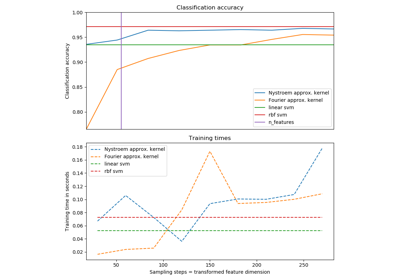 Classification accuracy
1.00
0.95
0.90
0.85
0.80
Classification accuracy
Nystroem approx. kernel
Fourier approx. kernel
linear svm
rbf svm
n_features
Training times
0.18
0.16
0.14
0.12
0.10
0.08
0.06
0.04
0.02
Training time in seconds
Nystroem approx. kernel
Fourier approx. kernel
linear svm
rbf svm
50
100
150
200
250
Sampling steps = transformed feature dimension